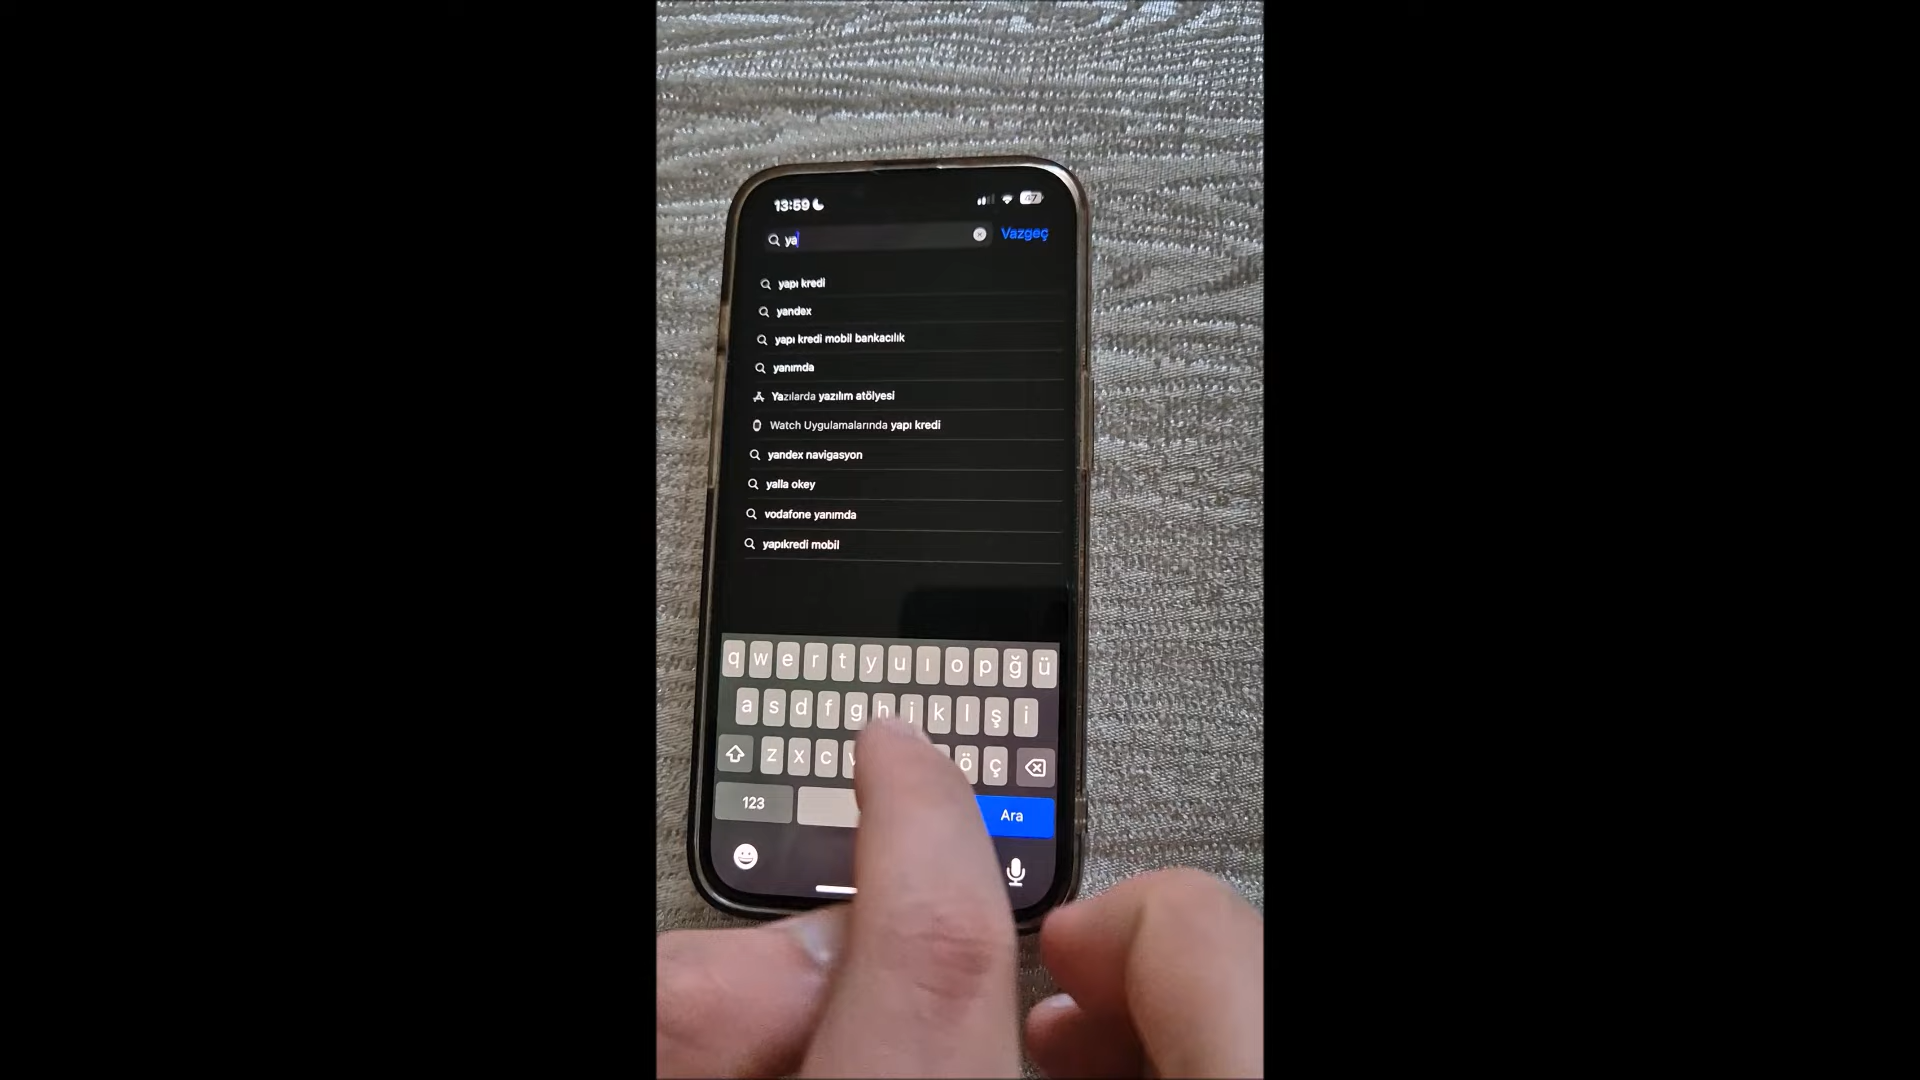 13:59
47
ya
Vazgeç
yapı kredi
yandex
yapı kredi mobil bankacılık
yanımda
Yazılarda yazılım atölyesi
Watch Uygulamalarında yapı kredi
yandex navigasyon
yalla okey
vodafone yanımda
yapıkredi mobil
q w e r t y u ı o p ğ ü
a s d f g h j k l ş i
z x c v ö ç
123
Ara